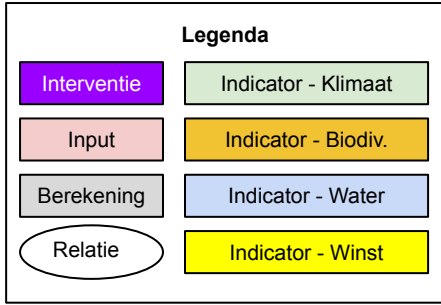 Legenda
Interventie
Indicator - Klimaat
Input
Indicator - Biodiv.
Berekening
Indicator - Water
Relatie
Indicator - Winst